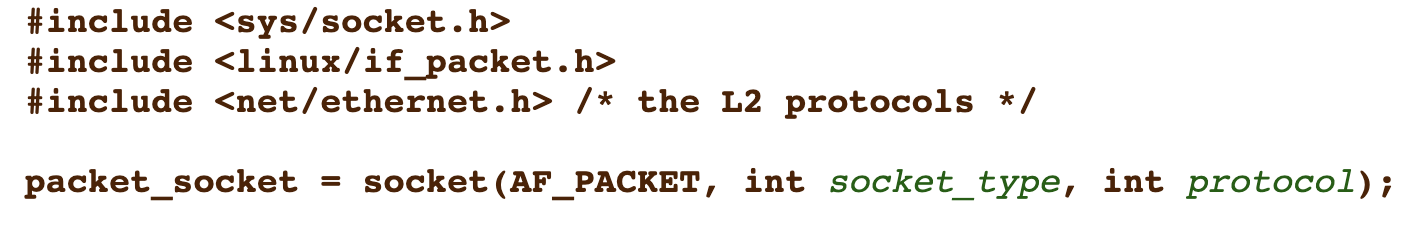 #include <sys/socket.h>
#include <linux/if_packet.h>
#include <net/ethernet.h> /* the L2 protocols */
packet_socket = socket(AF_PACKET, int socket_type, int protocol);